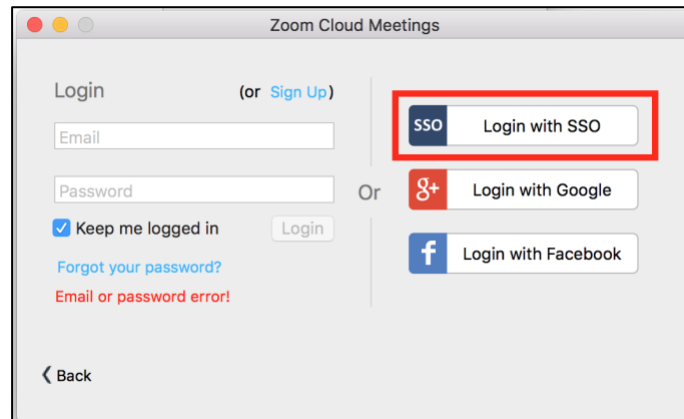 Zoom Cloud Meetings
Login (or Sign Up)
Email
Password
Keep me logged in Login
Forgot your password?
Email or password error!
Or
SSO Login with SSO
g+ Login with Google
f Login with Facebook
Back